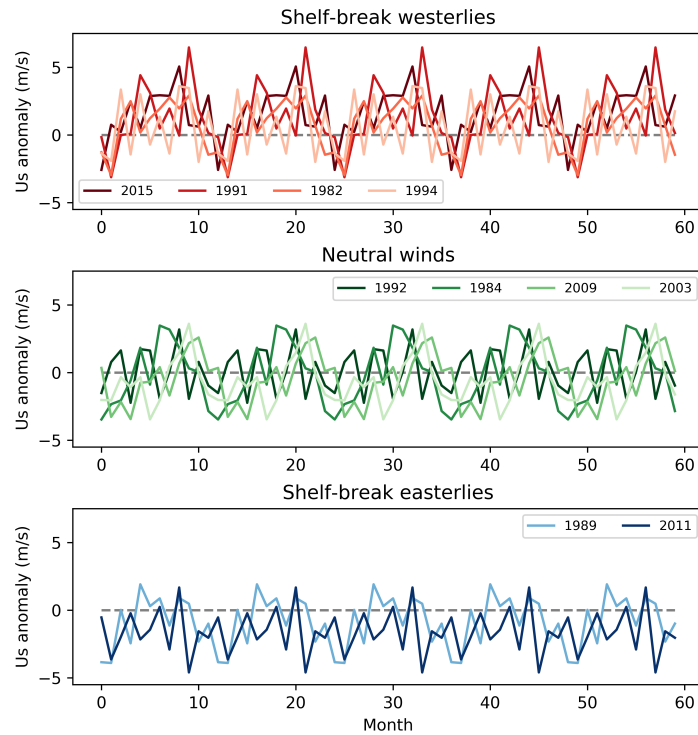 Shelf-break westerlies
Us anomaly (m/s)
5
0
−5
2015 1991 1982 1994
0 10 20 30 40 50 60
Neutral winds
Us anomaly (m/s)
5
0
−5
1992 1984 2009 2003
0 10 20 30 40 50 60
Shelf-break easterlies
Us anomaly (m/s)
5
0
−5
1989 2011
0 10 20 30 40 50 60
Month